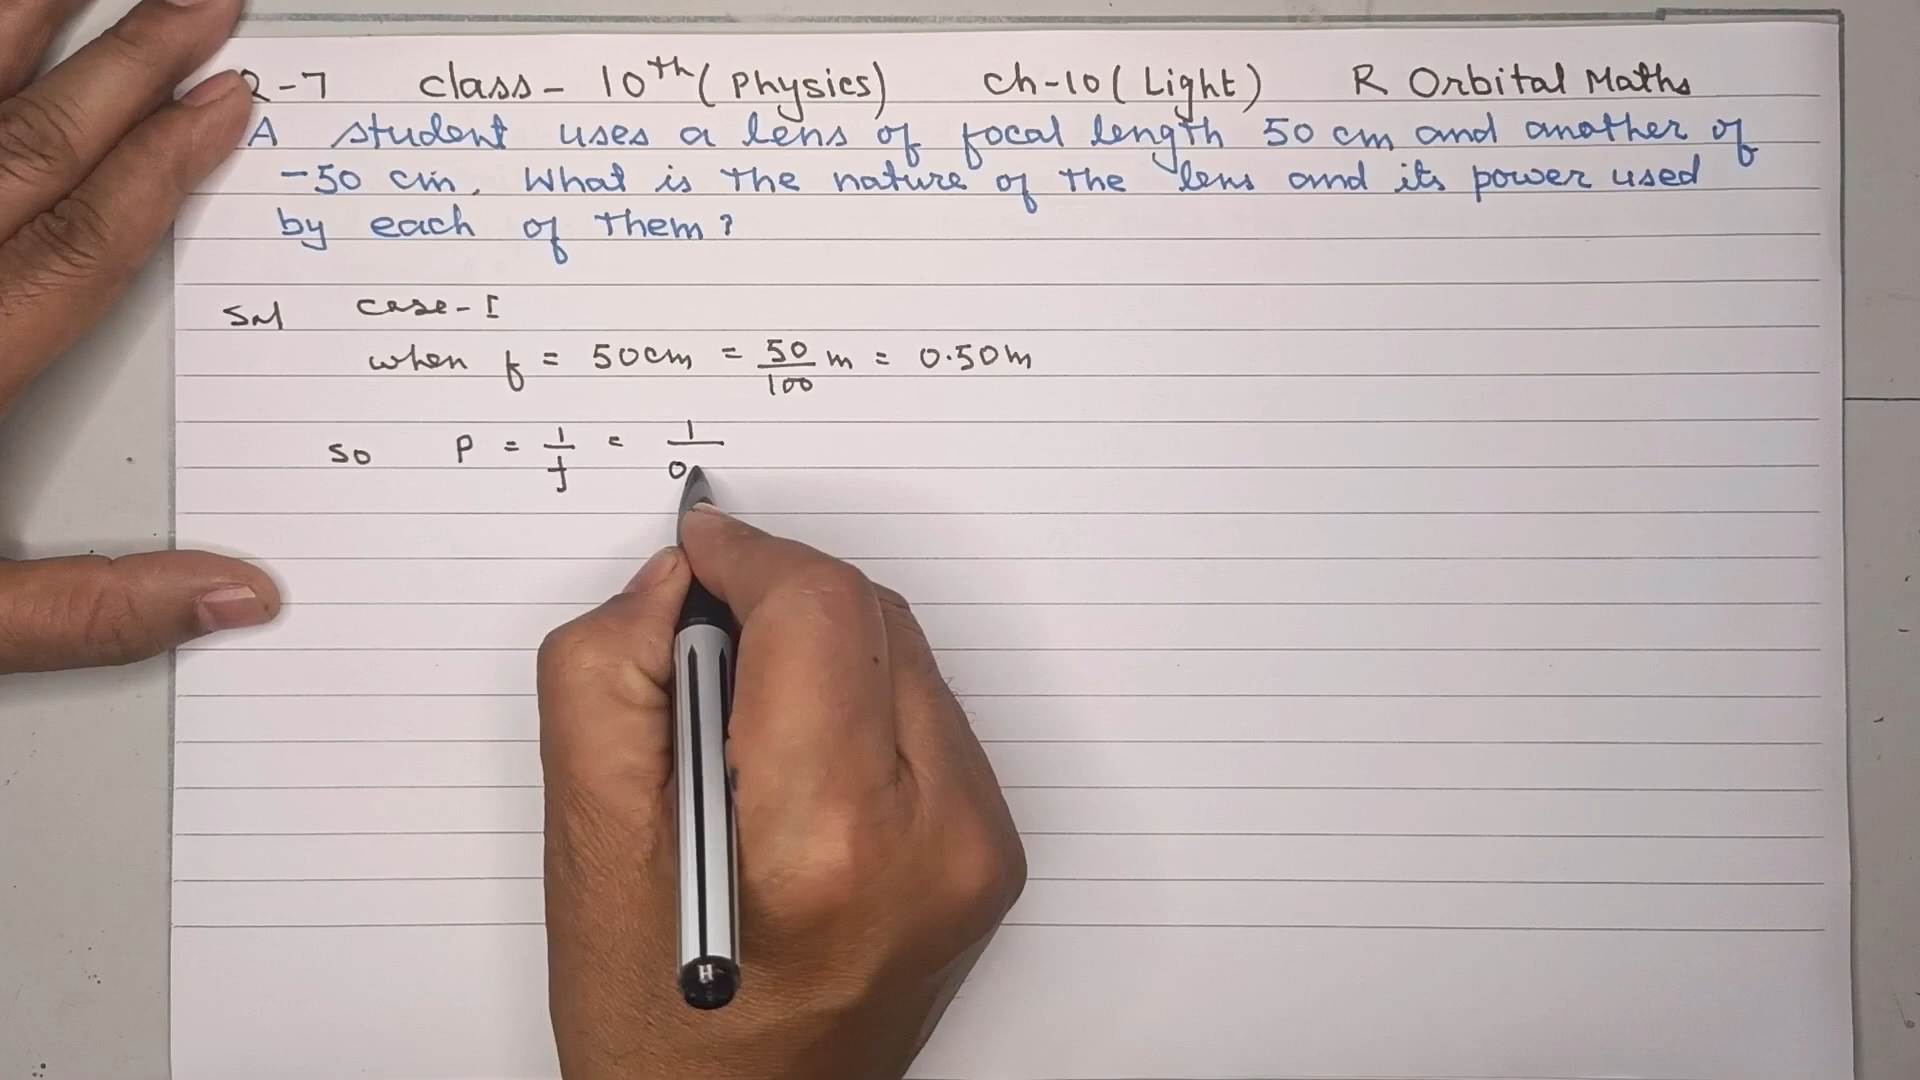 Q-7 Class- 10th (Physics) Ch-10 (Light) R Orbital Maths
A student uses a lens of focal length 50 cm and another of
-50 cm. What is the nature of the lens and its power used
by each of them?
Sol Case-I
when f = 50cm = 50/100 m = 0.50m
So P = 1/f = 1/0
H